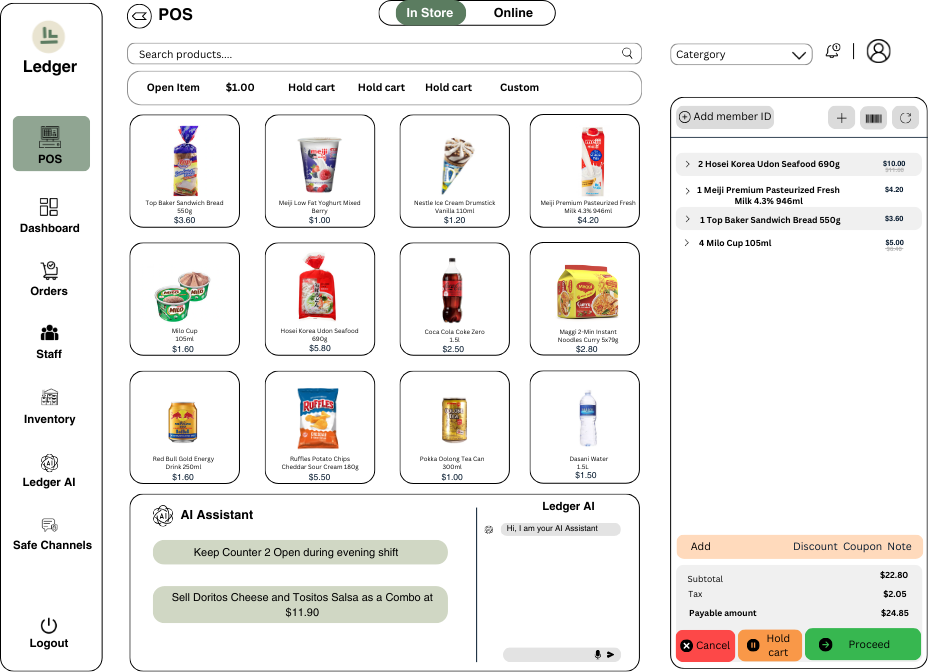 Ledger
POS
Dashboard
Orders
Staff
Inventory
Ledger AI
Safe Channels
Logout
POS
In Store
Online
Search products....
Open Item
$1.00
Hold cart
Hold cart
Hold cart
Custom
Top Baker Sandwich Bread
550g
$3.60
Meiji Low Fat Yoghurt Mixed
Berry
$1.00
Nestle Ice Cream Drumstick
Vanilla 110ml
$1.20
Meiji Premium Pasteurized Fresh
Milk 4.3% 946ml
$4.20
Milo Cup
105ml
$1.60
Hosei Korea Udon Seafood
690g
$5.80
Coca Cola Coke Zero
1.5l
$2.50
Maggi 2-Min Instant
Noodles Curry 5x79g
$2.80
Red Bull Gold Energy
Drink 250ml
$1.60
RUFFLES
Ruffles Potato Chips
Cheddar Sour Cream 180g
$5.50
Pokka Oolong Tea Can
300ml
$1.00
Dasani Water
1.5L
$1.50
AI Assistant
Keep Counter 2 Open during evening shift
Sell Doritos Cheese and Tositos Salsa as a Combo at
$11.90
Ledger AI
Hi, I am your AI Assistant
Catergory
Add member ID
2 Hosei Korea Udon Seafood 690g
$10.00
1 Meiji Premium Pasteurized Fresh
Milk 4.3% 946ml
$4.20
1 Top Baker Sandwich Bread 550g
$3.60
4 Milo Cup 105ml
$5.00
Add
Discount Coupon Note
Subtotal
$22.80
Tax
$2.05
Payable amount
$24.85
Cancel
Hold
cart
Proceed